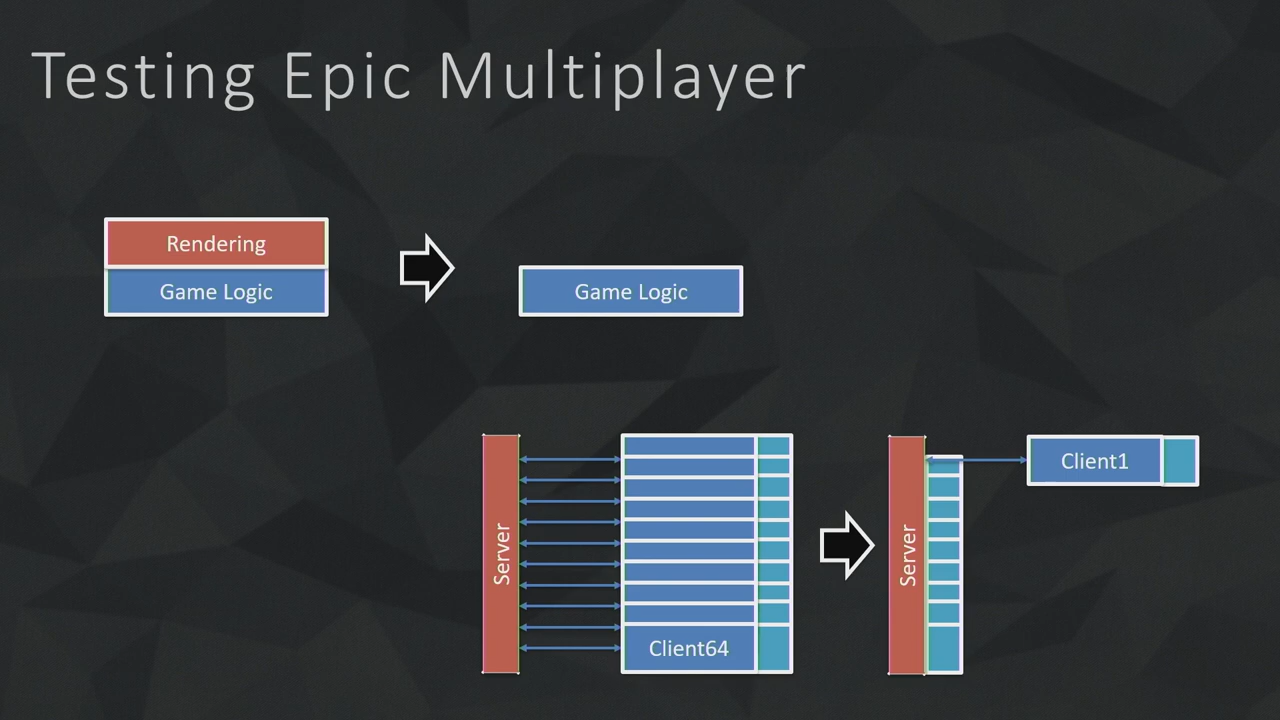 Testing Epic Multiplayer
Rendering
Game Logic
Game Logic
Server
Client64
Server
Client1